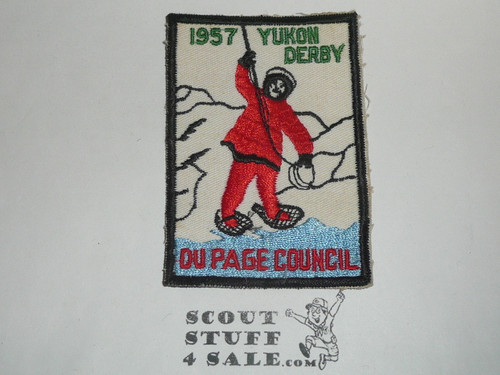 1957 YUKON
DERBY
DU PAGE COUNCIL
SCOUT
STUFF
4 SALE.com